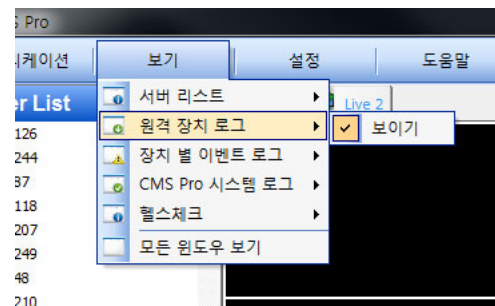 S Pro
케이션 보기 설정 도움말
er List
Live 2
서버 리스트
원격 장치 로그
보이기
장치 별 이벤트 로그
CMS Pro 시스템 로그
헬스체크
모든 윈도우 보기
126
244
87
118
207
249
48
210